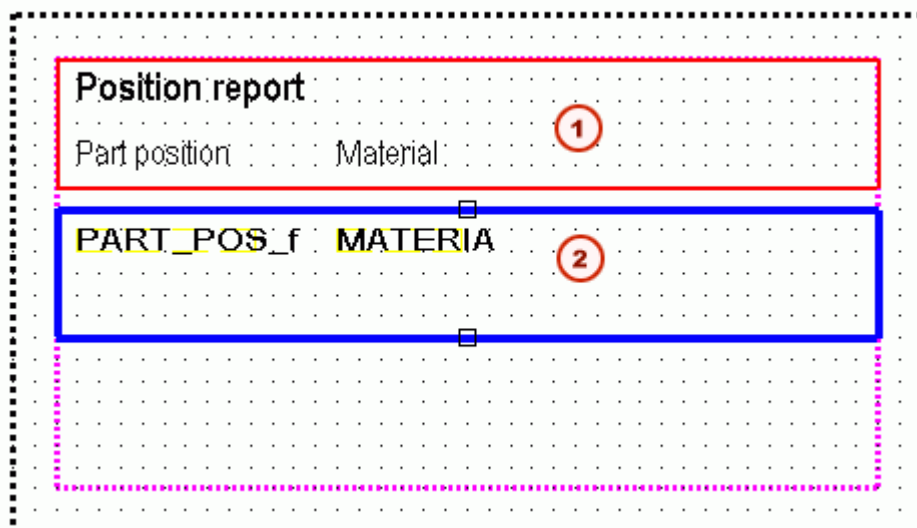 Position report
1
Part position Material
PART_POS_f MATERIA
2